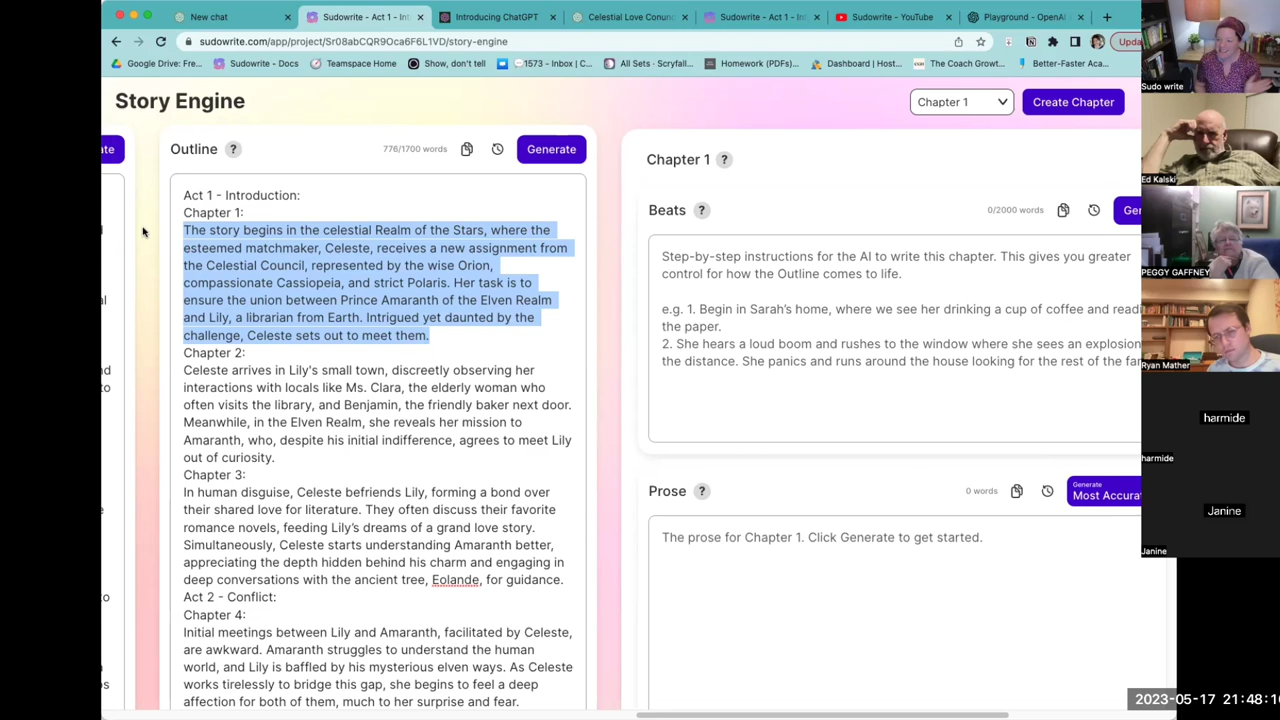 New chat
Sudowrite - Act 1 - Int
Introducing ChatGPT
Celestial Love Conun
Sudowrite - Act 1 - Int
Sudowrite - YouTube
Playground - OpenAI
sudowrite.com/app/project/Sr08abCQR9Oca6F6L1VD/story-engine
Upda
Google Drive: Fre...
Sudowrite - Docs
Teamspace Home
Show, don't tell
1573 - Inbox | C...
All Sets · Scryfall...
Homework (PDFs)...
Dashboard | Host...
The Coach Growt...
Better-Faster Aca...
Story Engine
Chapter 1
Create Chapter
ate
Outline ?
776/1700 words
Generate
Act 1 - Introduction:
Chapter 1:
The story begins in the celestial Realm of the Stars, where the
esteemed matchmaker, Celeste, receives a new assignment from
the Celestial Council, represented by the wise Orion,
compassionate Cassiopeia, and strict Polaris. Her task is to
ensure the union between Prince Amaranth of the Elven Realm
and Lily, a librarian from Earth. Intrigued yet daunted by the
challenge, Celeste sets out to meet them.
Chapter 2:
Celeste arrives in Lily's small town, discreetly observing her
interactions with locals like Ms. Clara, the elderly woman who
often visits the library, and Benjamin, the friendly baker next door.
Meanwhile, in the Elven Realm, she reveals her mission to
Amaranth, who, despite his initial indifference, agrees to meet Lily
out of curiosity.
Chapter 3:
In human disguise, Celeste befriends Lily, forming a bond over
their shared love for literature. They often discuss their favorite
romance novels, feeding Lily's dreams of a grand love story.
Simultaneously, Celeste starts understanding Amaranth better,
appreciating the depth hidden behind his charm and engaging in
deep conversations with the ancient tree, Eolande, for guidance.
Act 2 - Conflict:
Chapter 4:
Initial meetings between Lily and Amaranth, facilitated by Celeste,
are awkward. Amaranth struggles to understand the human
world, and Lily is baffled by his mysterious elven ways. As Celeste
works tirelessly to bridge this gap, she begins to feel a deep
affection for both of them, much to her surprise and fear.
Chapter 1 ?
Beats ?
0/2000 words
Ge
Step-by-step instructions for the AI to write this chapter. This gives you greater
control for how the Outline comes to life.
e.g. 1. Begin in Sarah's home, where we see her drinking a cup of coffee and read
the paper.
2. She hears a loud boom and rushes to the window where she sees an explosion
the distance. She panics and runs around the house looking for the rest of the fam
Prose ?
0 words
Generate
Most Accura
The prose for Chapter 1. Click Generate to get started.
Sudo write
Ed Kalski
PEGGY GAFFNEY
Ryan Mather
harmide
harmide
Janine
Janine
2023-05-17 21:48:1